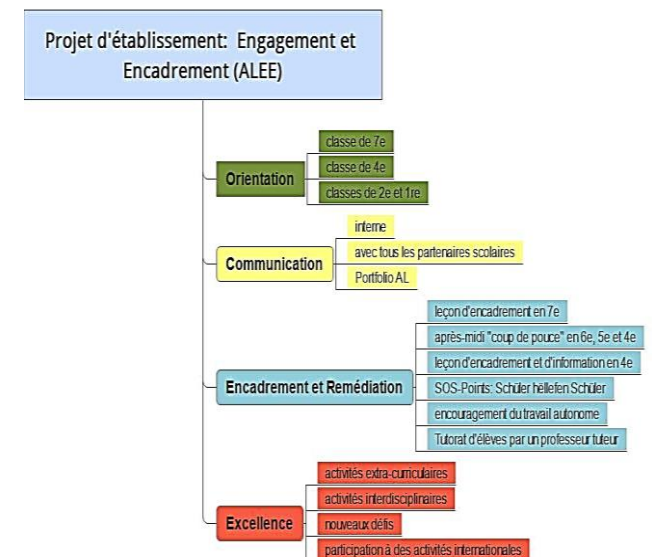 Projet d'établissement: Engagement et
Encadrement (ALEE)
Orientation
classe de 7e
classe de 4e
classes de 2e et 1re
Communication
interne
avec tous les partenaires scolaires
Portfolio AL
Encadrement et Remédiation
leçon d'encadrement en 7e
après-midi "coup de pouce" en 6e, 5e et 4e
leçon d'encadrement et d'information en 4e
SOS-Points: Schüler hëllefen Schüler
encouragement du travail autonome
Tutorat d'élèves par un professeur tuteur
Excellence
activités extra-curriculaires
activités interdisciplinaires
nouveaux défis
participation à des activités internationales